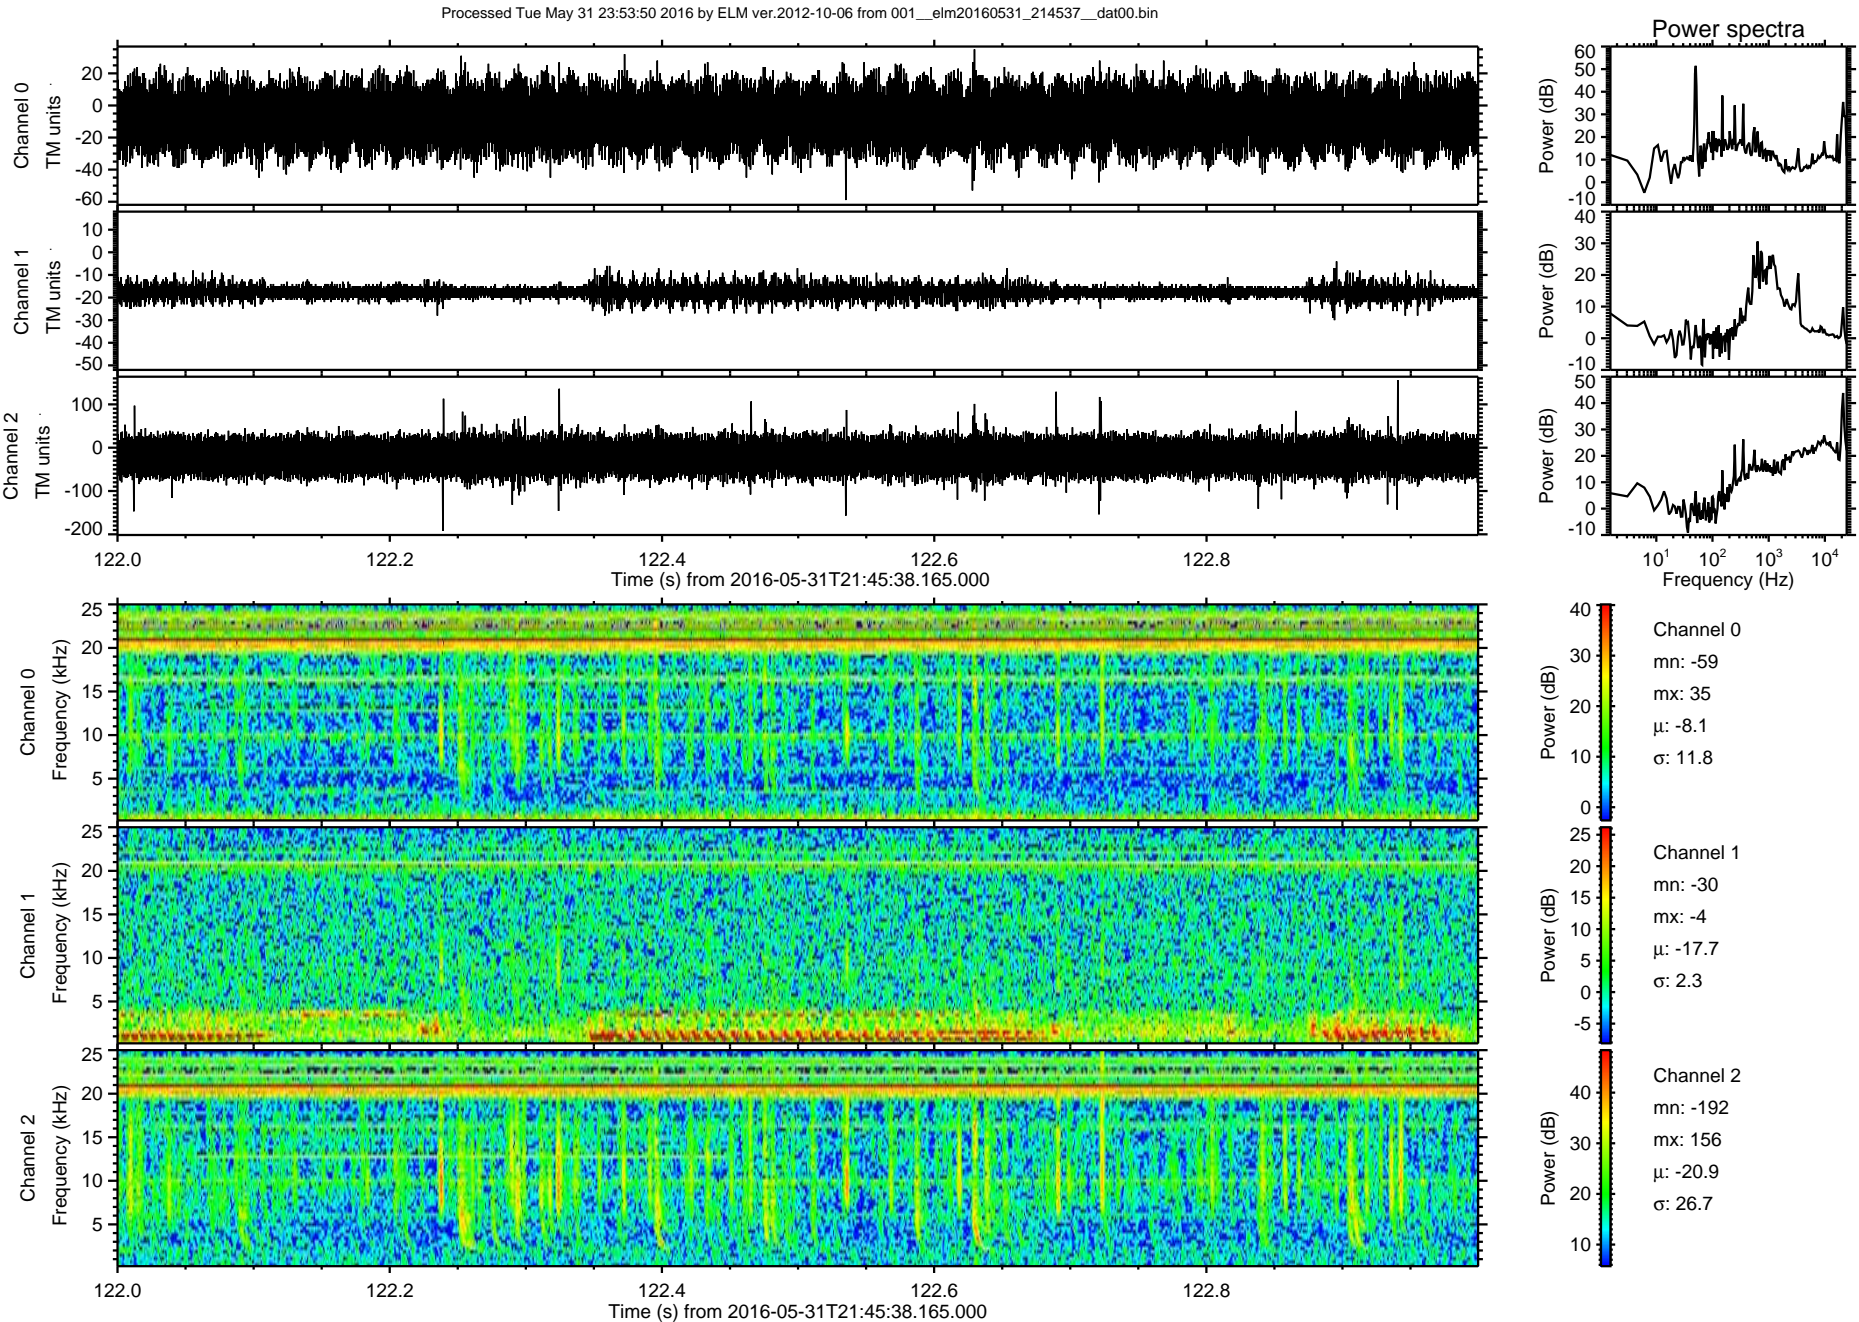 Processed Tue May 31 23:53:50 2016 by ELM ver.2012-10-06 from 001__elm20160531_214537__dat00.bin
Power spectra
Channel 0
TM units
20
0
-20
-40
-60
Power (dB)
60
50
40
30
20
10
0
-10
Channel 1
TM units
10
0
-10
-20
-30
-40
-50
Power (dB)
40
30
20
10
0
-10
Channel 2
TM units
100
0
-100
-200
Power (dB)
50
40
30
20
10
0
-10
122.0 122.2 122.4 122.6 122.8
Time (s) from 2016-05-31T21:45:38.165.000
10^1 10^2 10^3 10^4
Frequency (Hz)
Channel 0
Frequency (kHz)
25
20
15
10
5
Power (dB)
40
30
20
10
0
Channel 0
mn: -59
mx: 35
μ: -8.1
σ: 11.8
Channel 1
Frequency (kHz)
25
20
15
10
5
Power (dB)
25
20
15
10
5
0
-5
Channel 1
mn: -30
mx: -4
μ: -17.7
σ: 2.3
Channel 2
Frequency (kHz)
25
20
15
10
5
Power (dB)
40
30
20
10
Channel 2
mn: -192
mx: 156
μ: -20.9
σ: 26.7
122.0 122.2 122.4 122.6 122.8
Time (s) from 2016-05-31T21:45:38.165.000